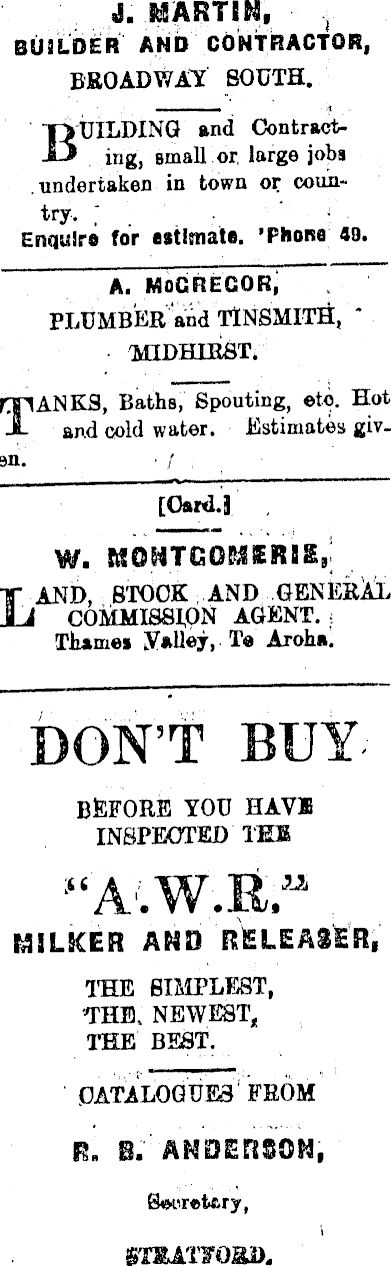 J. MARTIN,
BUILDER AND CONTRACTOR,
BROADWAY SOUTH.
BUILDING and Contract-
ing, small or large jobs
undertaken in town or coun-
try.
Enquire for estimate. 'Phone 49.
A. McGREGOR,
PLUMBER and TINSMITH,
MIDHIRST.
TANKS, Baths, Spouting, etc. Hot
and cold water. Estimates giv-
en.
[Card.]
W. MONTGOMERIE,
LAND, STOCK AND GENERAL
COMMISSION AGENT.
Thames Valley, Te Aroha.
DON'T BUY
BEFORE YOU HAVE
INSPECTED THE
"A.W.R."
MILKER AND RELEASER,
THE SIMPLEST,
THE NEWEST,
THE BEST.
CATALOGUES FROM
R. B. ANDERSON,
Secretary,
STRATFORD.